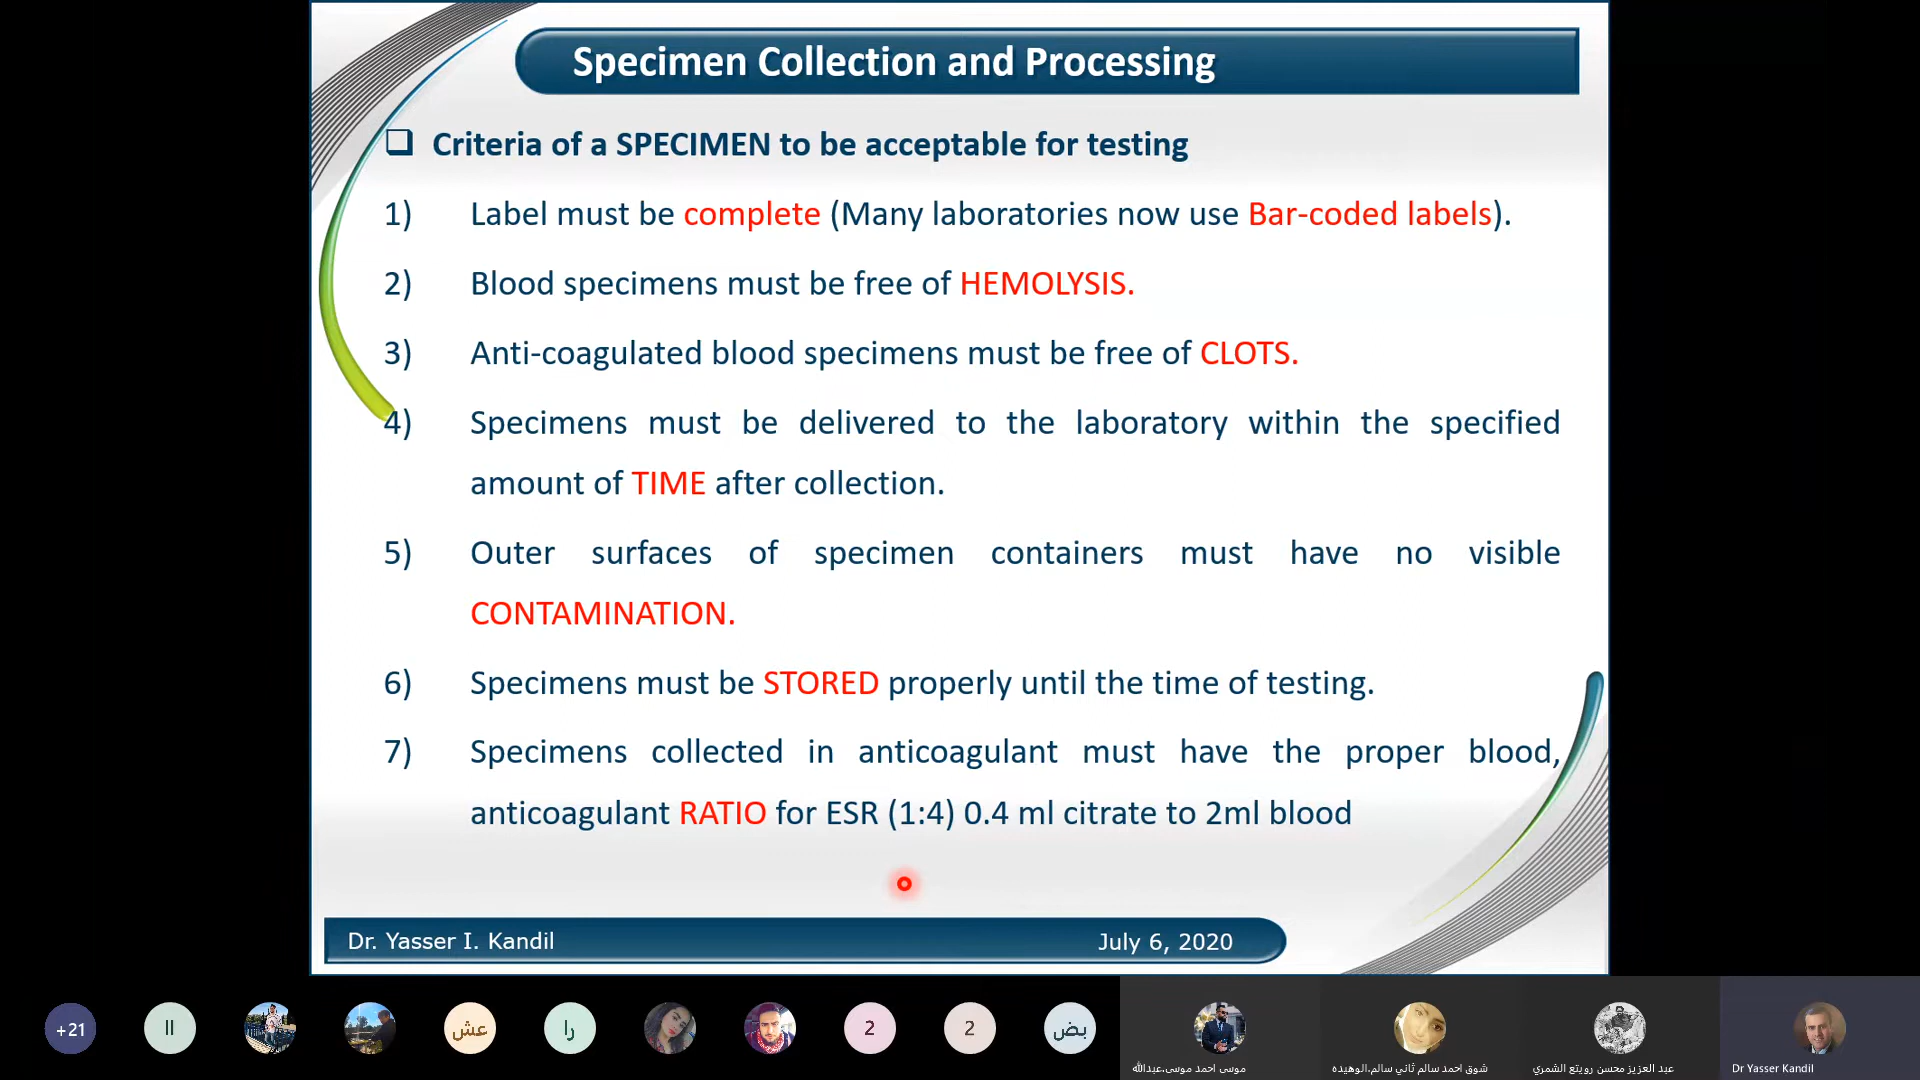 Specimen Collection and Processing
❑ Criteria of a SPECIMEN to be acceptable for testing
1) Label must be complete (Many laboratories now use Bar-coded labels).
2) Blood specimens must be free of HEMOLYSIS.
3) Anti-coagulated blood specimens must be free of CLOTS.
4) Specimens must be delivered to the laboratory within the specified
amount of TIME after collection.
5) Outer surfaces of specimen containers must have no visible
CONTAMINATION.
6) Specimens must be STORED properly until the time of testing.
7) Specimens collected in anticoagulant must have the proper blood,
anticoagulant RATIO for ESR (1:4) 0.4 ml citrate to 2ml blood
Dr. Yasser I. Kandil July 6, 2020
+21 اا عش را 2 2 بض
موسى احمد موسى.عبدالله
شوق احمد سالم ثاني سالم.الوهيده
عبد العزيز محسن رويتع الشمري
Dr Yasser Kandil